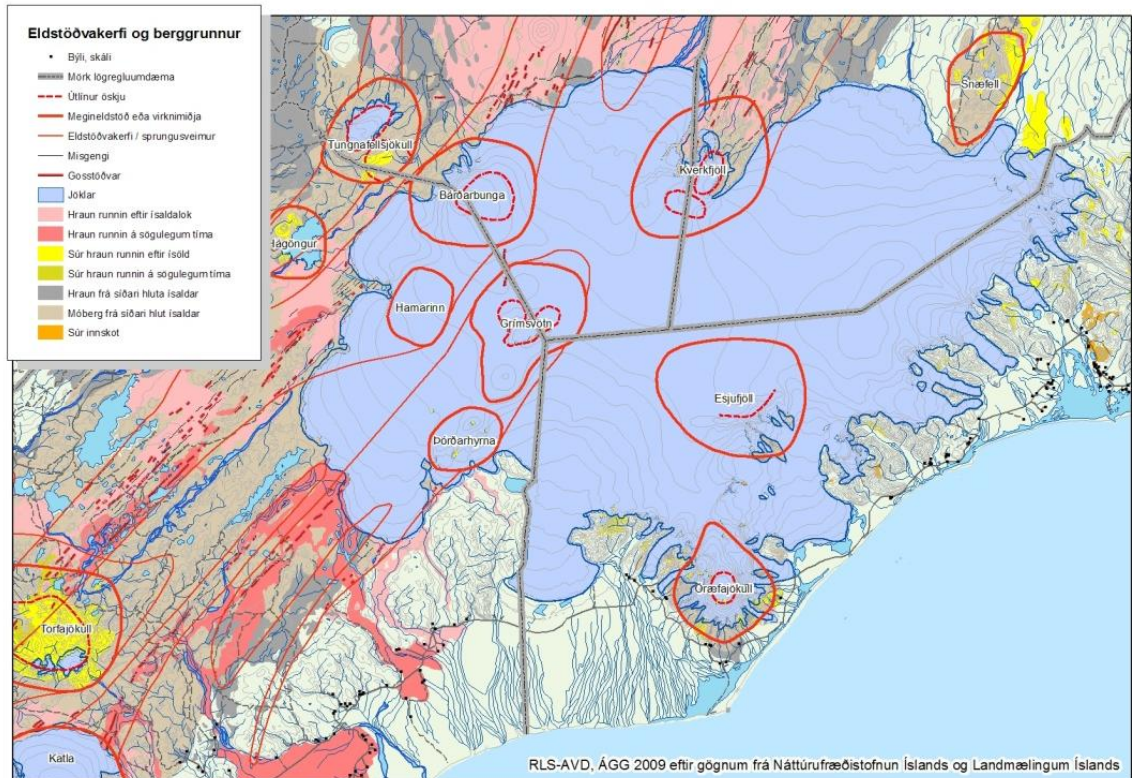 Eldstöðvakerfi og berggrunnur
Býli, skáli
Mörk lögregluumdæma
Útlínur öskju
Megineldstöð eða virknimiðja
Eldstöðvakerfi / sprungusveimur
Misgengi
Gosstöðvar
Jöklar
Hraun runnin eftir ísaldalok
Hraun runnin á sögulegum tíma
Súr hraun runnin eftir ísöld
Súr hraun runnin á sögulegum tíma
Hraun frá síðari hluta ísaldar
Móberg frá síðari hlut ísaldar
Súr innskot
Snæfell
Tungnafellsjökull
Kverkfjöll
Bárðarbunga
Hágöngur
Hamarinn
Grímsvötn
Esjufjöll
Þórðarhyrna
Öræfajökull
Torfajökull
Katla
RLS-AVD, ÁGG 2009 eftir gögnum frá Náttúrufræðistofnun Íslands og Landmælingum Íslands